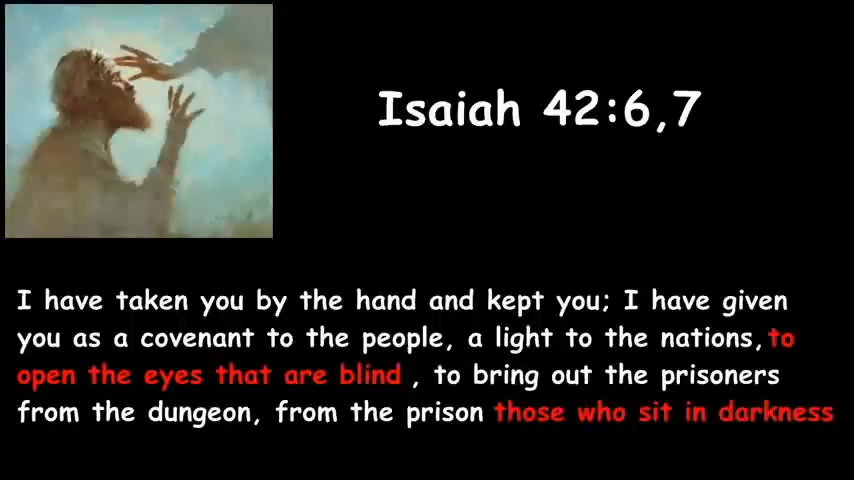 Isaiah 42:6,7
I have taken you by the hand and kept you; I have given
you as a covenant to the people, a light to the nations, to
open the eyes that are blind , to bring out the prisoners
from the dungeon, from the prison those who sit in darkness